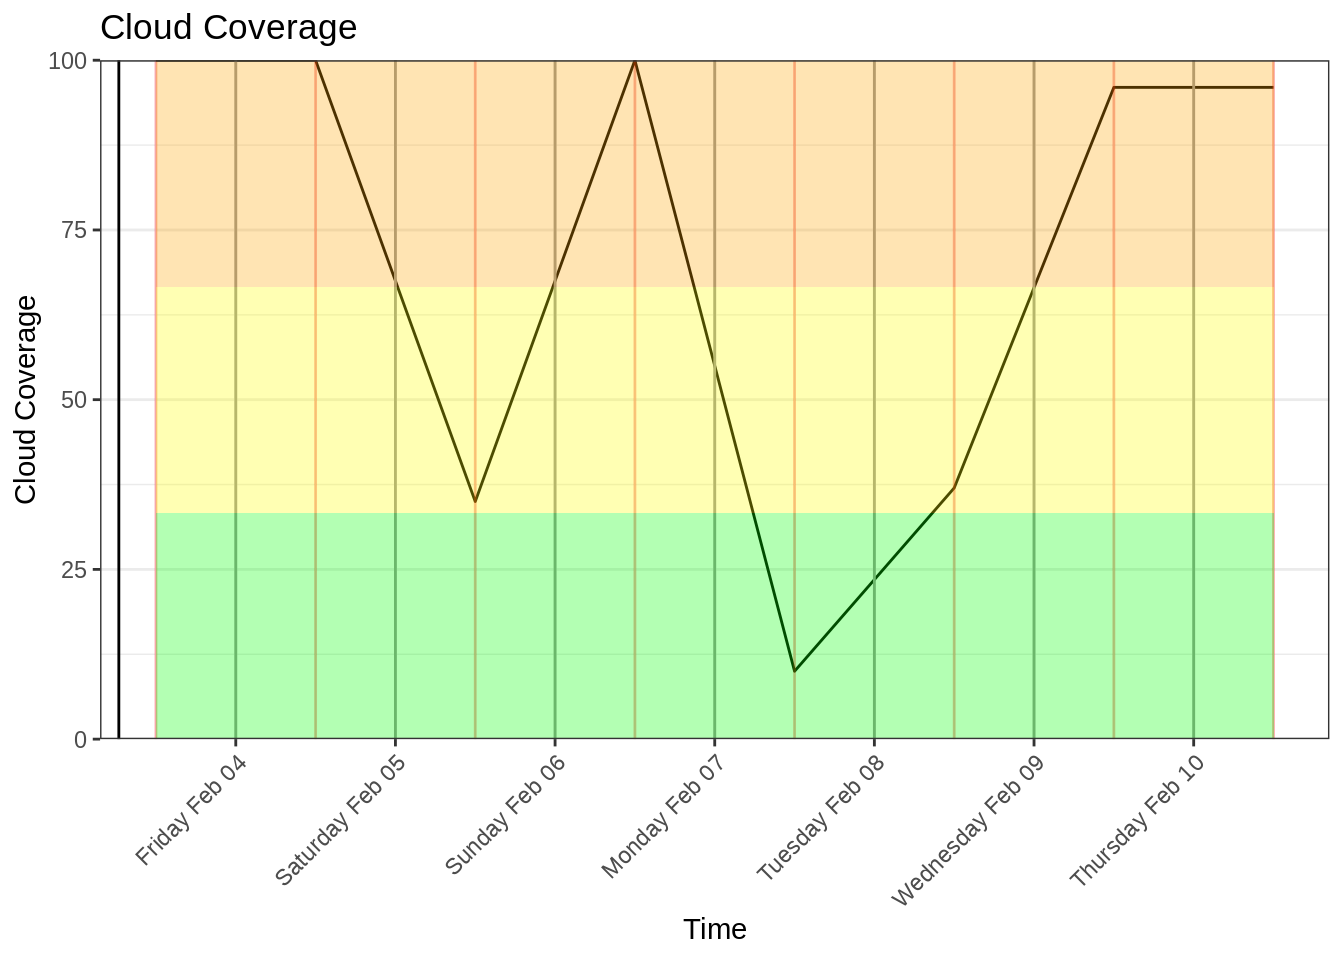 Cloud Coverage
Cloud Coverage
100
75
50
25
0
Friday Feb 04
Saturday Feb 05
Sunday Feb 06
Monday Feb 07
Tuesday Feb 08
Wednesday Feb 09
Thursday Feb 10
Time